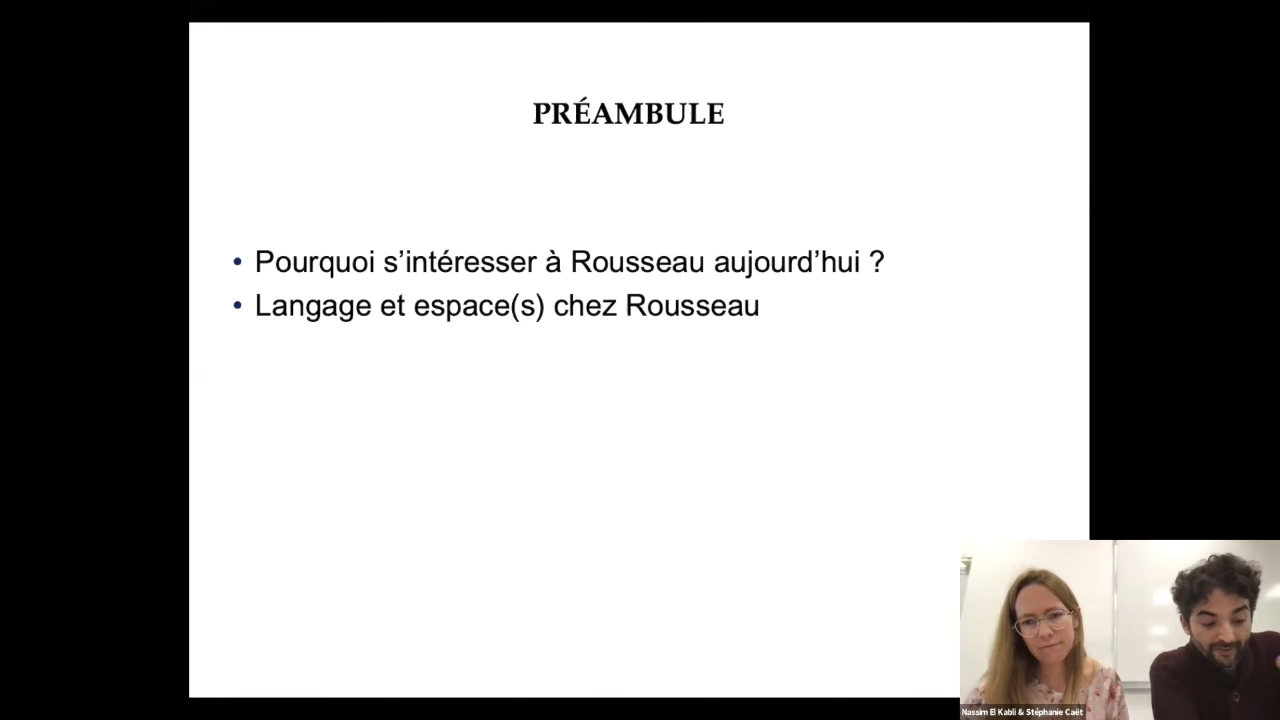 PRÉAMBULE
• Pourquoi s’intéresser à Rousseau aujourd’hui ?
• Langage et espace(s) chez Rousseau
Nassim El Kabli & Stéphanie Caët